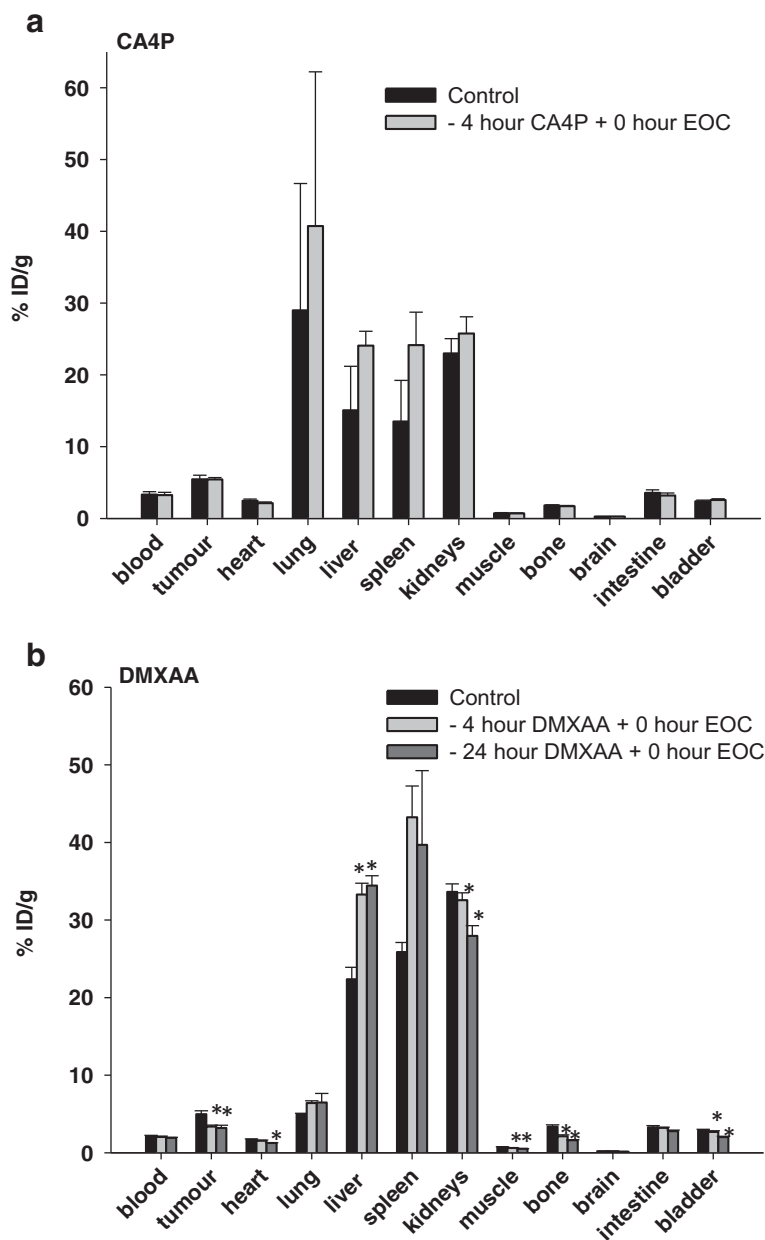 a
CA4P
Control
- 4 hour CA4P + 0 hour EOC
% ID/g
60
50
40
30
20
10
0
blood
tumour
heart
lung
liver
spleen
kidneys
muscle
bone
brain
intestine
bladder
b
DMXAA
Control
- 4 hour DMXAA + 0 hour EOC
- 24 hour DMXAA + 0 hour EOC
% ID/g
60
50
40
30
20
10
0
**
**
*
*
*
**
**
*
*
blood
tumour
heart
lung
liver
spleen
kidneys
muscle
bone
brain
intestine
bladder